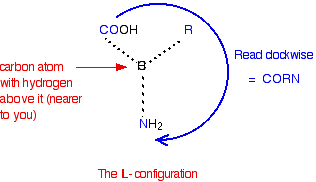 COOH R
Read clockwise
= CORN
carbon atom
with hydrogen
above it (nearer
to you)
B
NH2
The L- configuration